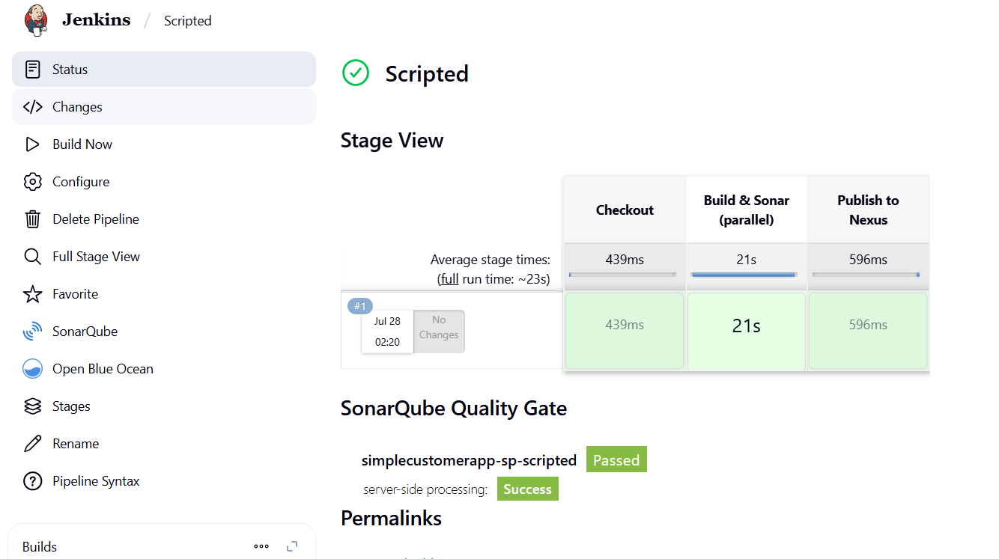 Jenkins / Scripted
Status
Changes
Build Now
Configure
Delete Pipeline
Full Stage View
Favorite
SonarQube
Open Blue Ocean
Stages
Rename
Pipeline Syntax
Builds
Scripted
Stage View
Checkout
Build & Sonar
(parallel)
Publish to
Nexus
Average stage times:
(full run time: ~23s)
439ms
21s
596ms
#1
Jul 28
02:20
No
Changes
439ms
21s
596ms
SonarQube Quality Gate
simplecustomerapp-sp-scripted Passed
server-side processing: Success
Permalinks